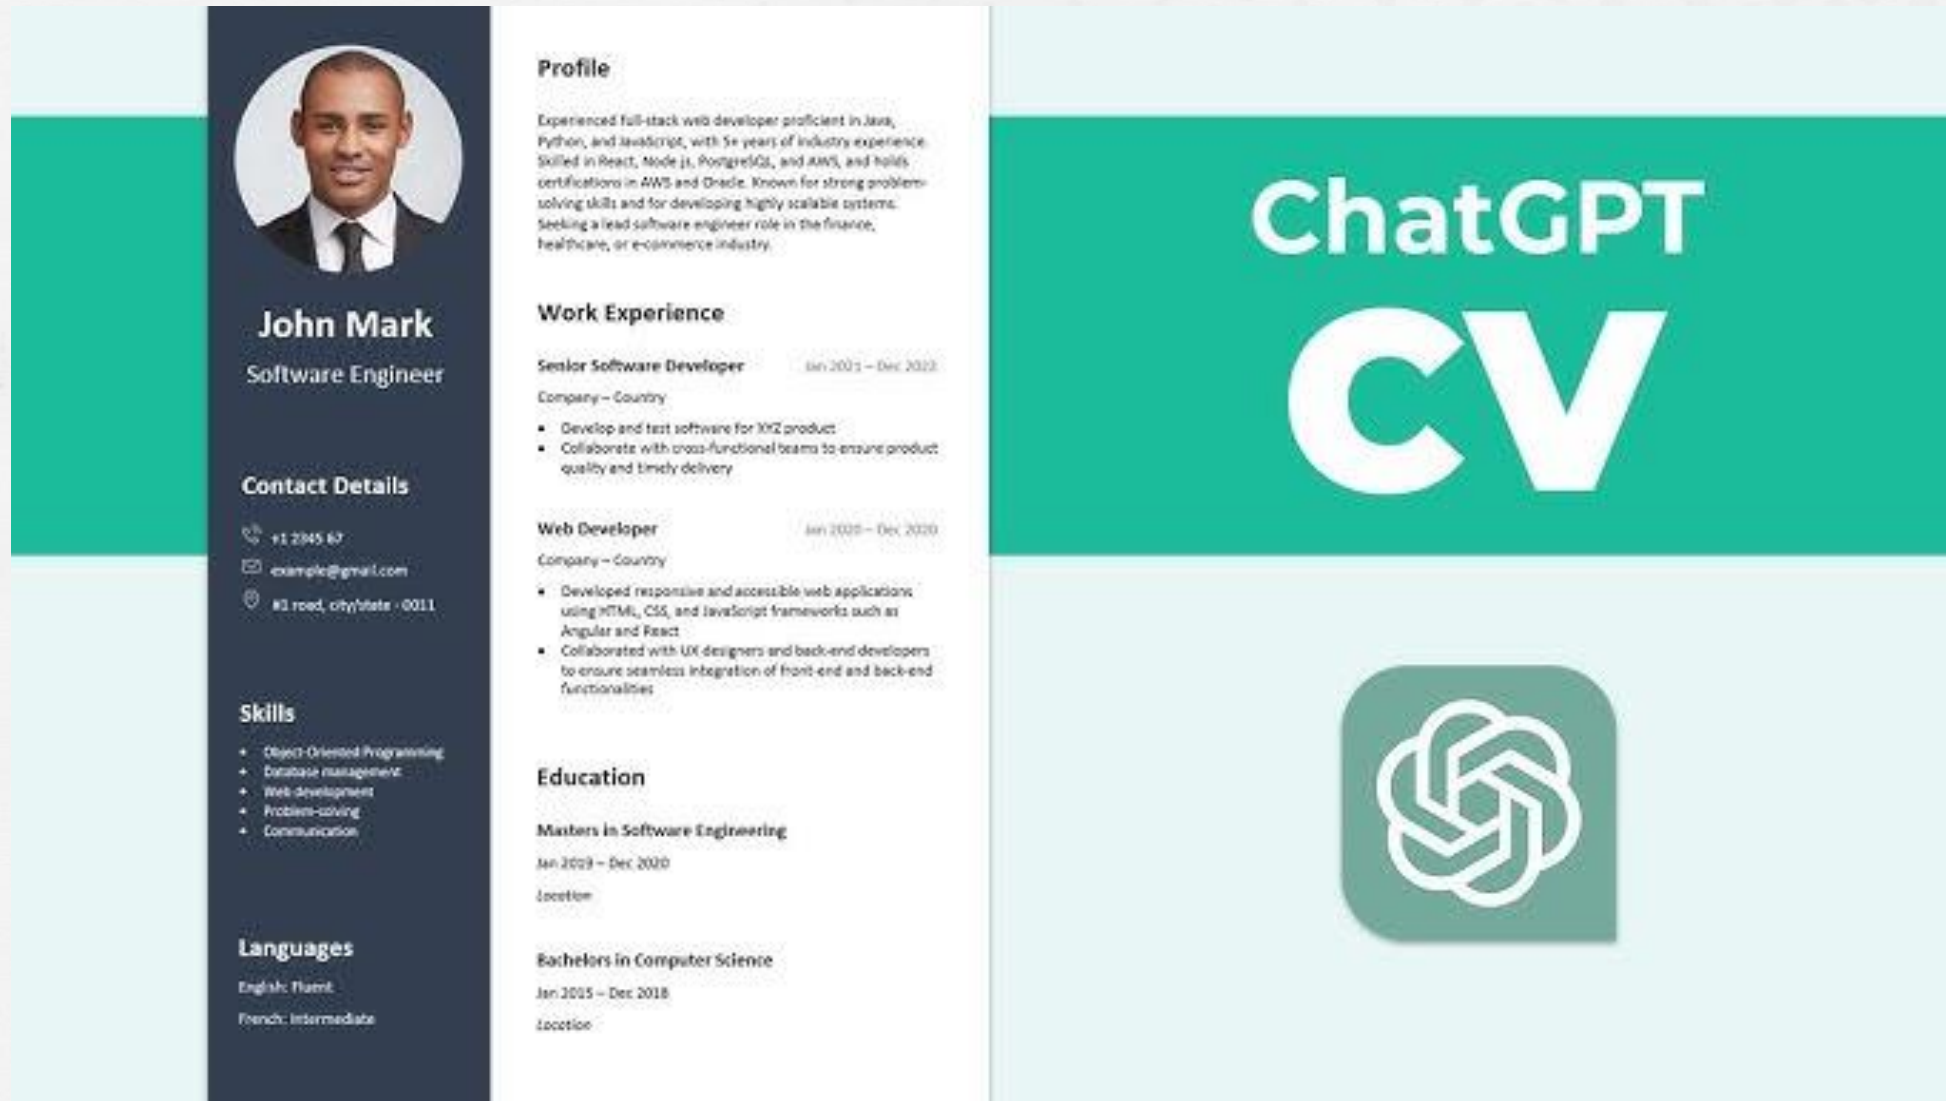 John Mark
Software Engineer
Contact Details
+1 2345 67
example@gmail.com
#1 road, city/state - 0011
Skills
• Object-Oriented Programming
• Database management
• Web development
• Problem-solving
• Communication
Languages
English: Fluent
French: Intermediate
Profile
Experienced full-stack web developer proficient in Java,
Python, and JavaScript, with 5+ years of industry experience.
Skilled in React, Node js, PostgreSQL, and AWS, and holds
certifications in AWS and Oracle. Known for strong problem-
solving skills and for developing highly scalable systems.
Seeking a lead software engineer role in the finance,
healthcare, or e-commerce industry.
Work Experience
Senior Software Developer Jan 2021 – Dec 2022
Company – Country
• Develop and test software for XYZ product
• Collaborate with cross-functional teams to ensure product
quality and timely delivery
Web Developer Jan 2020 – Dec 2020
Company – Country
• Developed responsive and accessible web applications
using HTML, CSS, and JavaScript frameworks such as
Angular and React
• Collaborated with UX designers and back-end developers
to ensure seamless integration of front-end and back-end
functionalities
Education
Masters in Software Engineering
Jan 2019 – Dec 2020
Location
Bachelors in Computer Science
Jan 2015 – Dec 2018
Location
ChatGPT
CV